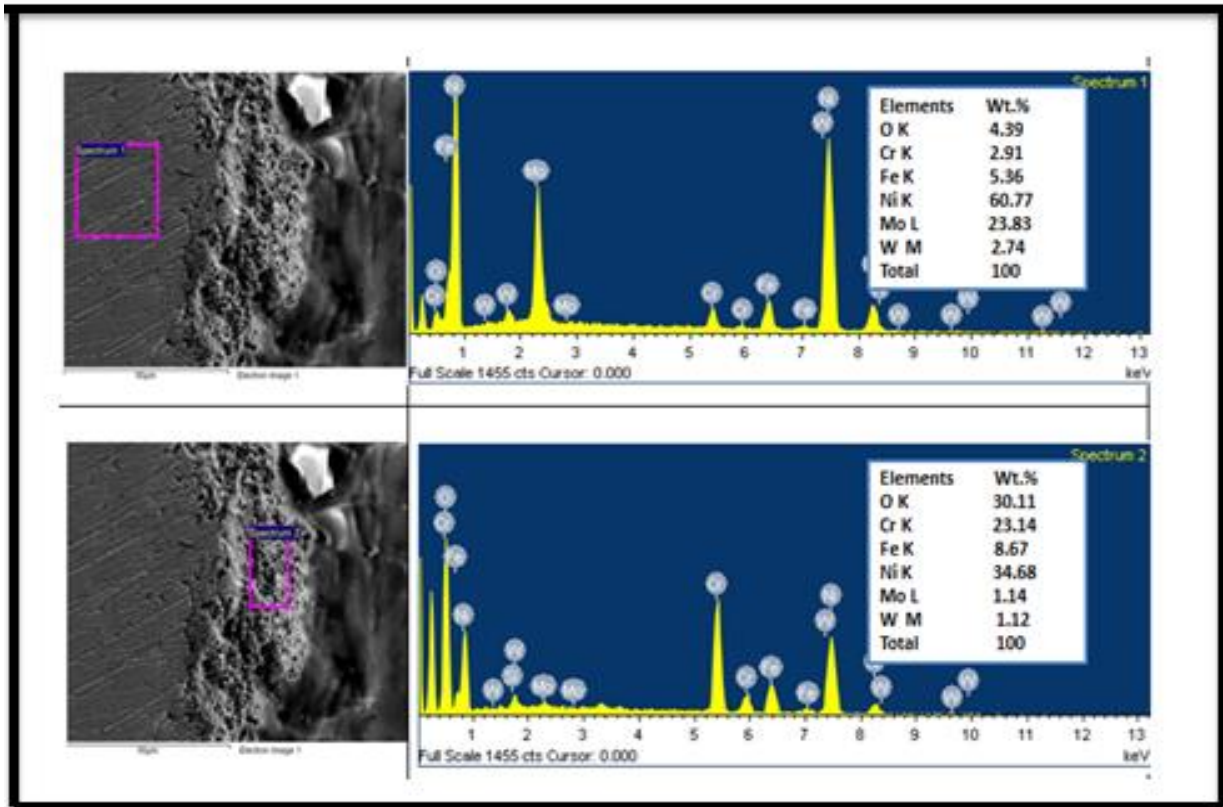 Spectrum 1
Spectrum 1
Elements Wt.%
O K 4.39
Cr K 2.91
Fe K 5.36
Ni K 60.77
Mo L 23.83
W M 2.74
Total 100
Ni
Fe
O
Cr
W
W
Mo
Mo
Cr
Cr
Fe
Fe
Ni
W
W
W
W
W
W
1 2 3 4 5 6 7 8 9 10 11 12 13
Full Scale 1455 cts Cursor: 0.000 keV
Electron Image 1
Spectrum 2
Spectrum 2
Elements Wt.%
O K 30.11
Cr K 23.14
Fe K 8.67
Ni K 34.68
Mo L 1.14
W M 1.12
Total 100
Cr
Ni
W
Mo
Mo
Cr
Cr
Fe
Fe
Ni
W
W
W
W
1 2 3 4 5 6 7 8 9 10 11 12 13
Full Scale 1455 cts Cursor: 0.000 keV
Electron Image 1